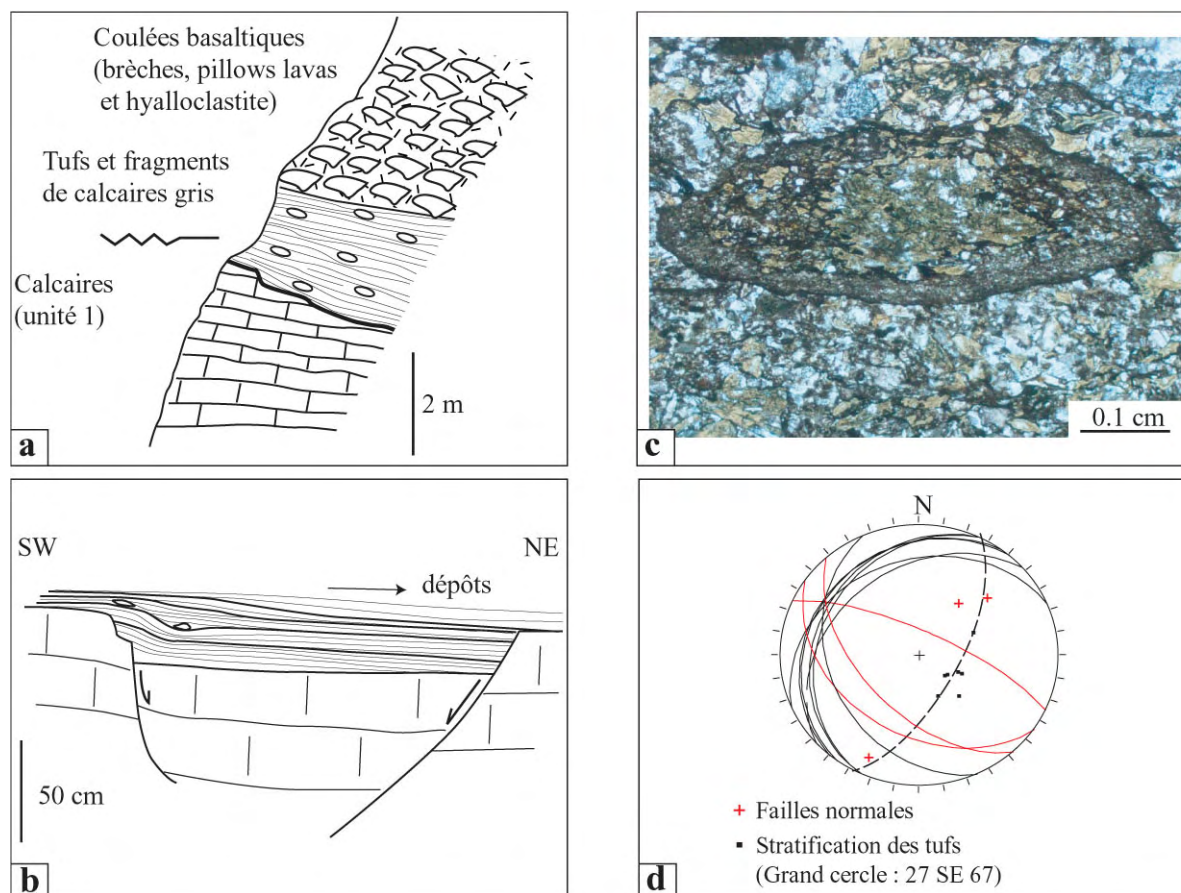 Coulées basaltiques
(brèches, pillows lavas
et hyalloclastite)
Tufs et fragments
de calcaires gris
Calcaires
(unité 1)
2 m
a
0.1 cm
c
SW
NE
dépôts
50 cm
b
N
Failles normales
Stratification des tufs
(Grand cercle : 27 SE 67)
d